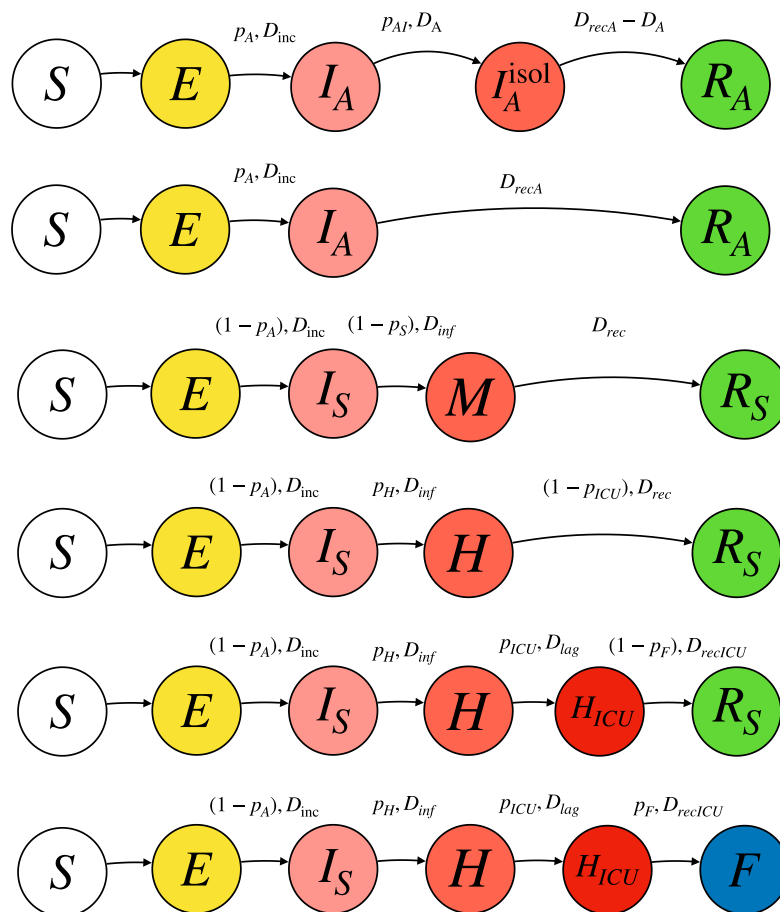 p_A, D_inc p_AI, D_A D_recA − D_A
S E I_A I_A^isol R_A
p_A, D_inc D_recA
S E I_A R_A
(1 − p_A), D_inc (1 − p_S), D_inf D_rec
S E I_S M R_S
(1 − p_A), D_inc p_H, D_inf (1 − p_ICU), D_rec
S E I_S H R_S
(1 − p_A), D_inc p_H, D_inf p_ICU, D_lag (1 − p_F), D_recICU
S E I_S H H_ICU R_S
(1 − p_A), D_inc p_H, D_inf p_ICU, D_lag p_F, D_recICU
S E I_S H H_ICU F